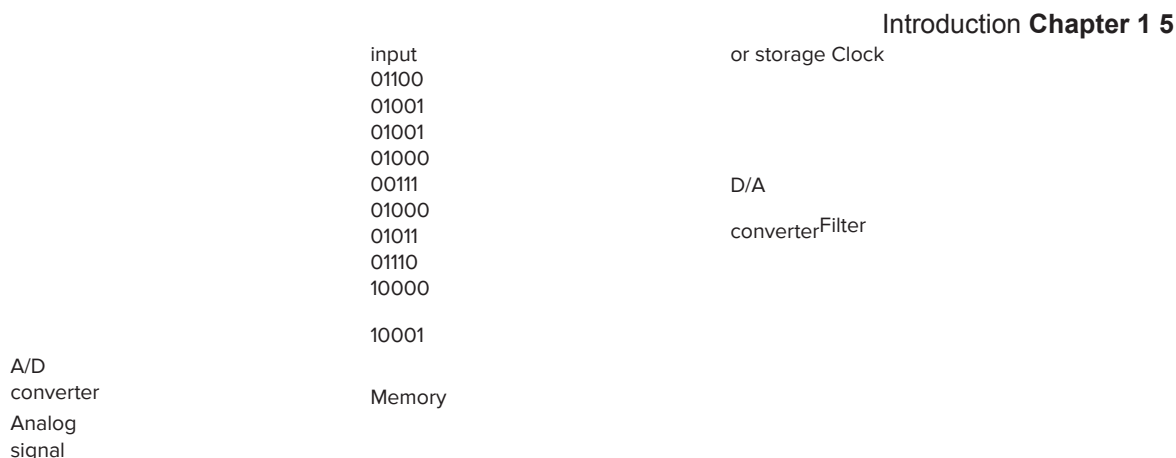 Introduction Chapter 1 5
input
01100
01001
01001
01000
00111
01000
01011
01110
10000
10001
Memory
or storage Clock
D/A
converterFilter
A/D
converter
Analog
signal